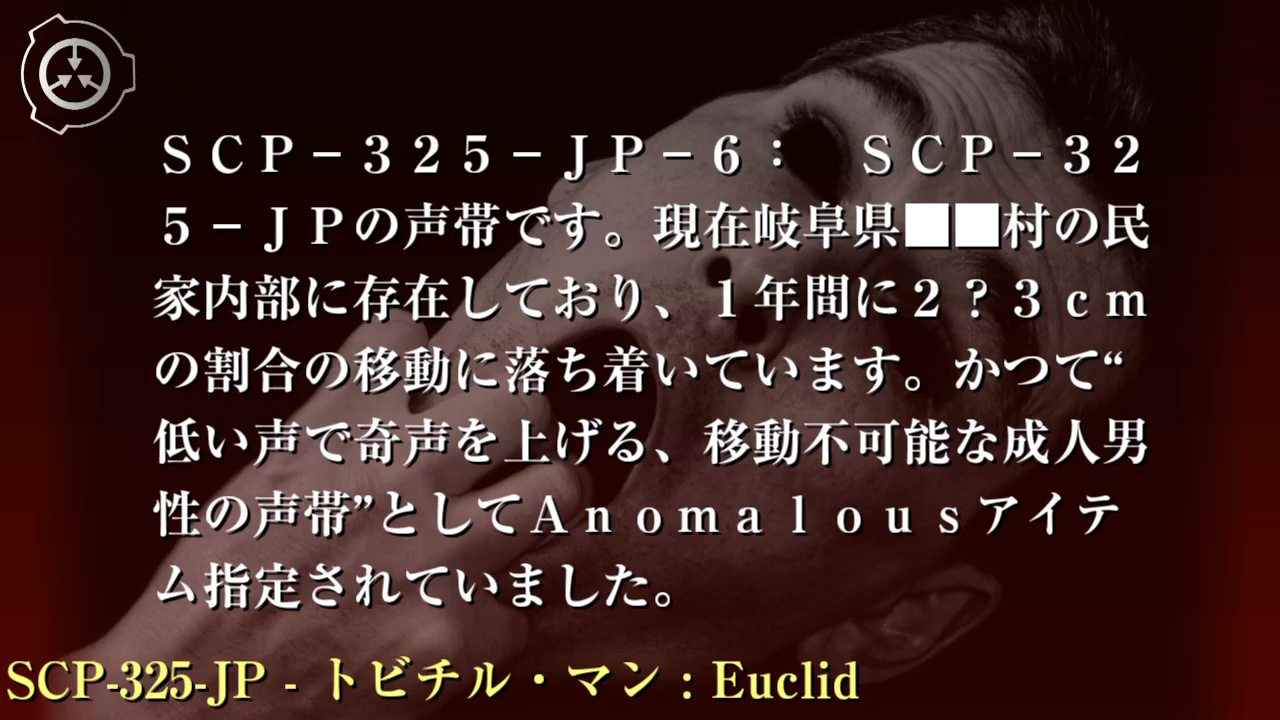 SCP-325-JP-6: SCP-32
5-JPの声帯です。現在岐阜県██村の民
家内部に存在しており、1年間に2?3cm
の割合の移動に落ち着いています。かつて“
低い声で奇声を上げる、移動不可能な成人男
性の声帯”としてAnomalousアイテ
ム指定されていました。
SCP-325-JP - トビチル・マン : Euclid